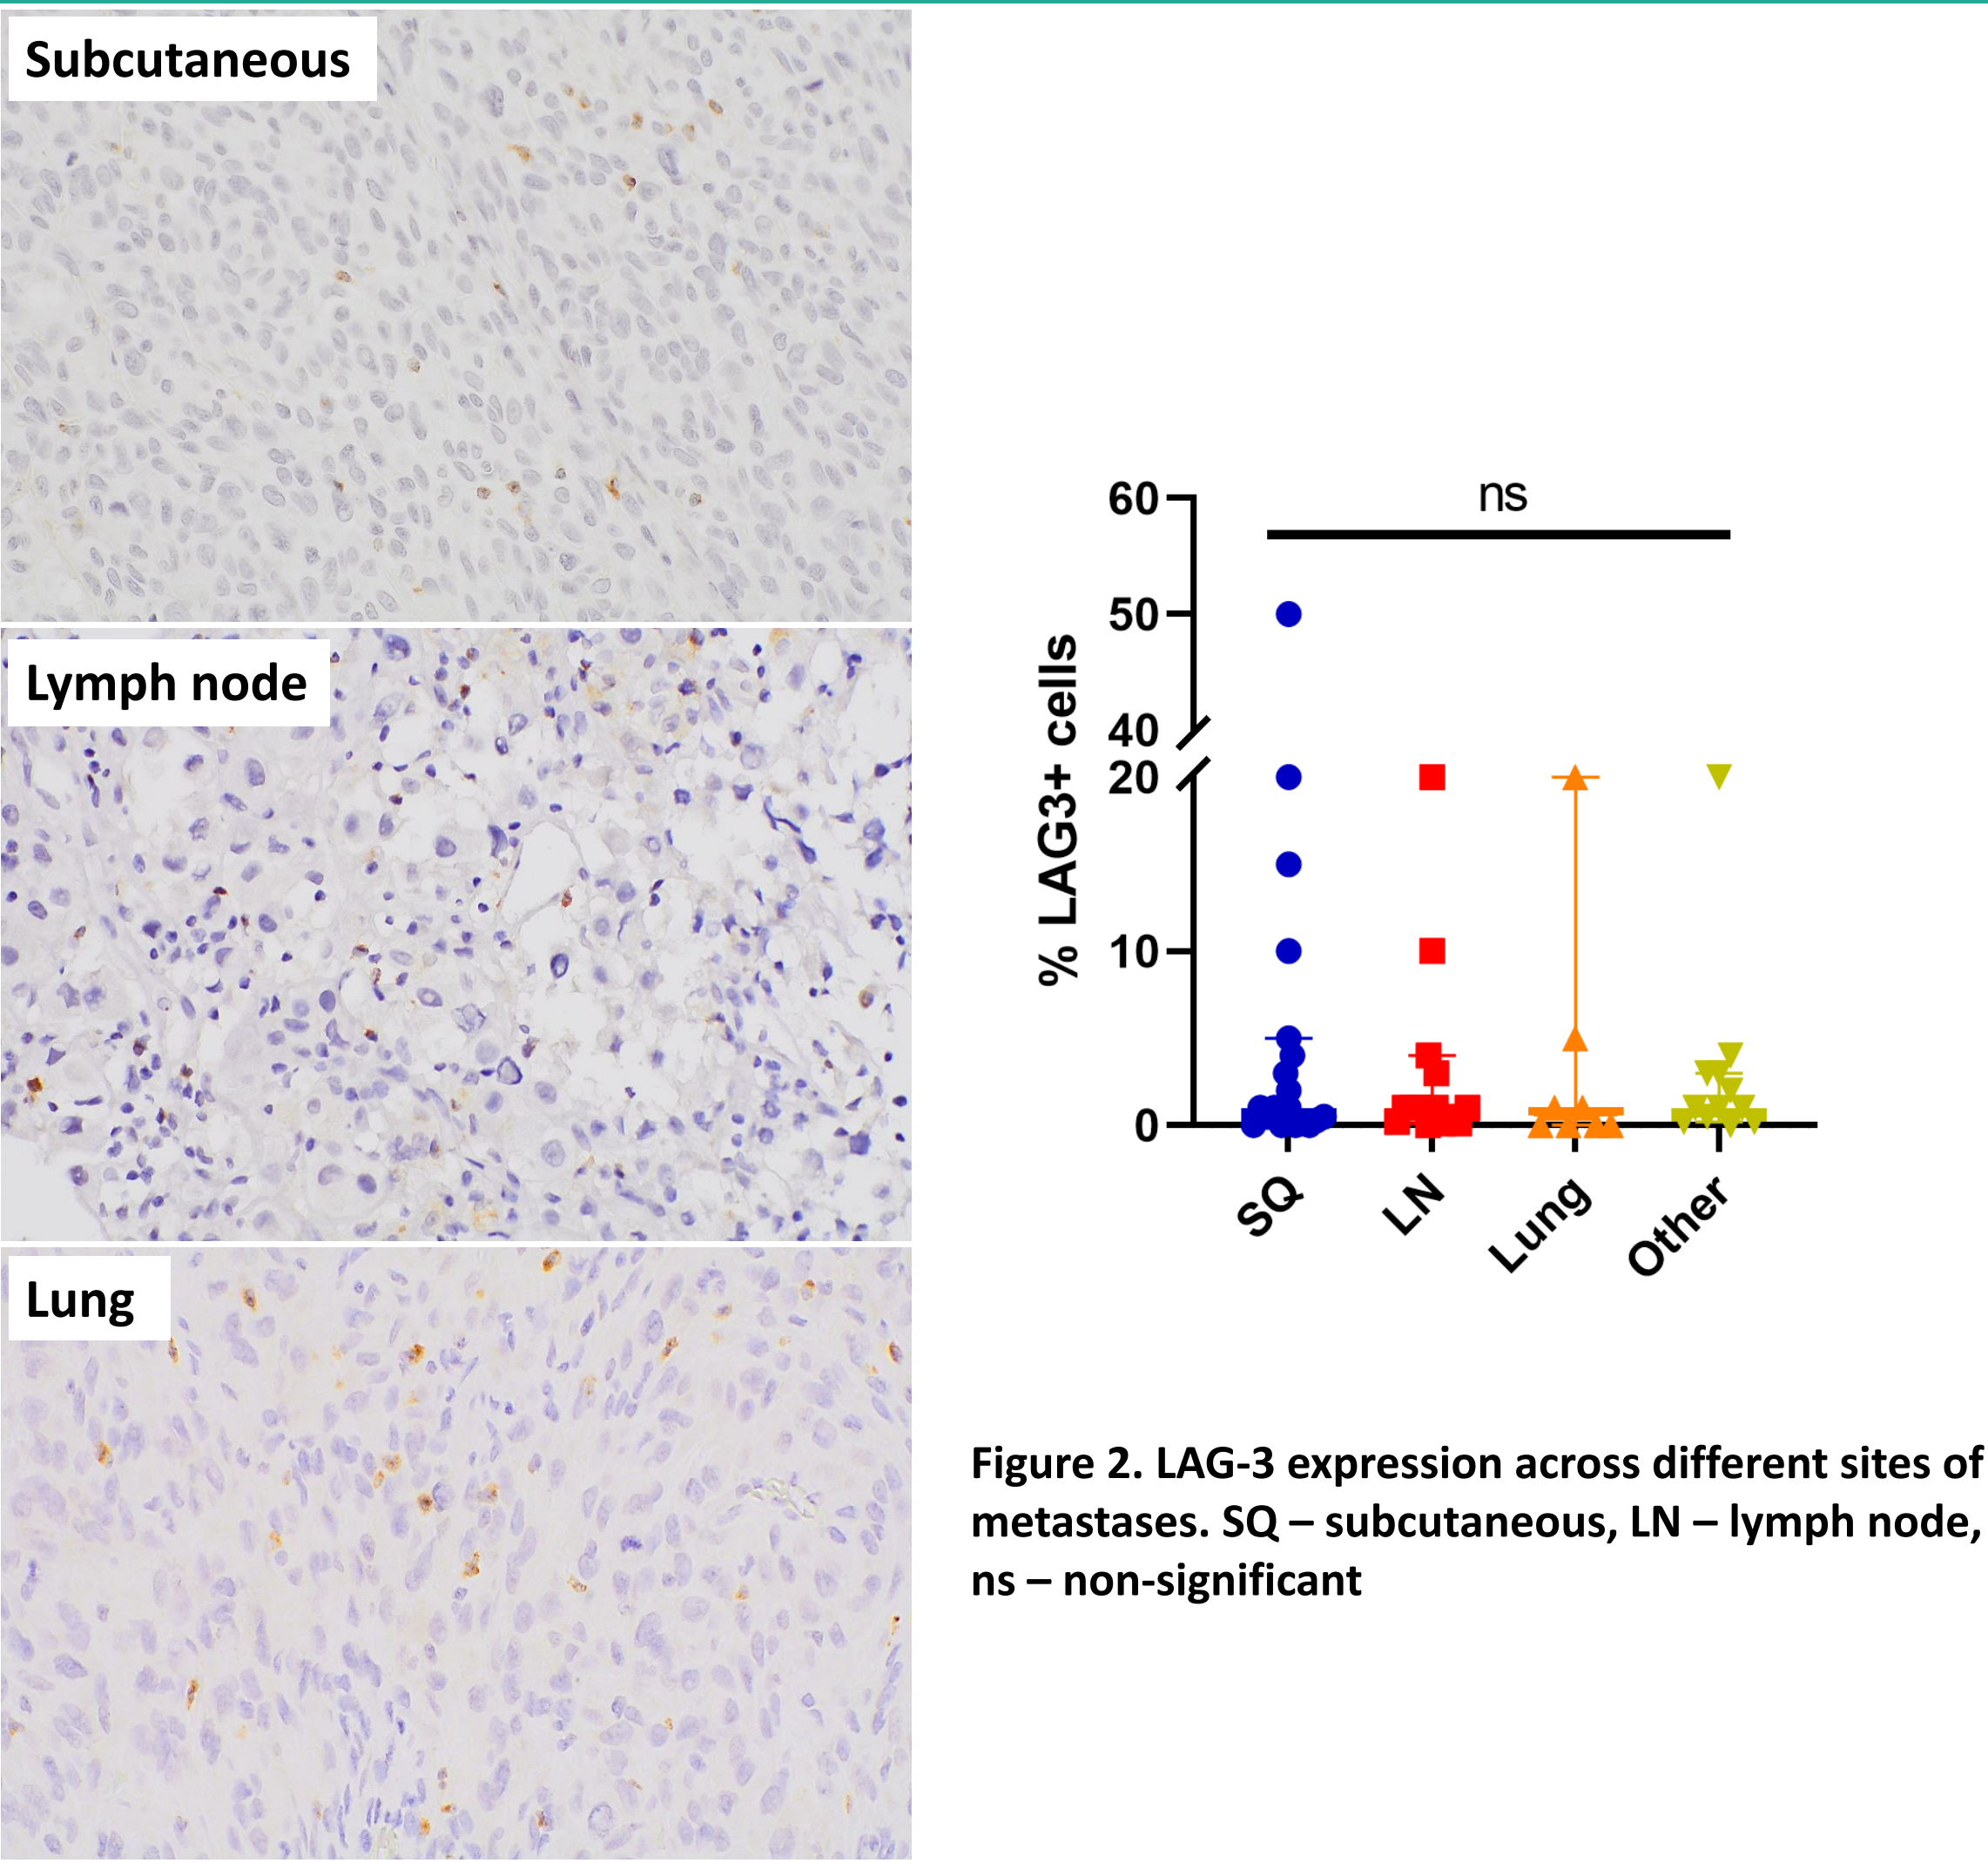 Subcutaneous
Lymph node
Lung
ns
60
50
40
20
10
0
% LAG3+ cells
SQ
LN
Lung
Other
Figure 2. LAG-3 expression across different sites of
metastases. SQ – subcutaneous, LN – lymph node,
ns – non-significant